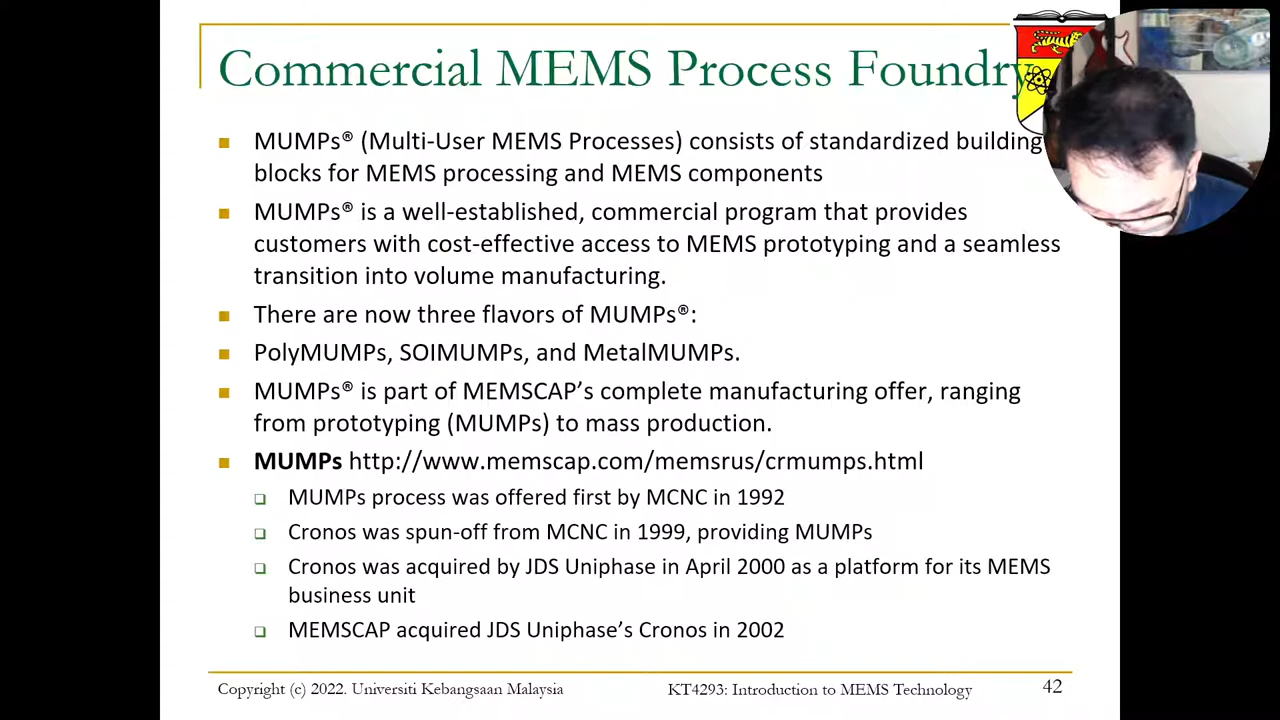 Commercial MEMS Process Foundry
MUMPs® (Multi-User MEMS Processes) consists of standardized building
blocks for MEMS processing and MEMS components
MUMPs® is a well-established, commercial program that provides
customers with cost-effective access to MEMS prototyping and a seamless
transition into volume manufacturing.
There are now three flavors of MUMPs®:
PolyMUMPs, SOIMUMPs, and MetalMUMPs.
MUMPs® is part of MEMSCAP’s complete manufacturing offer, ranging
from prototyping (MUMPs) to mass production.
MUMPs http://www.memscap.com/memsrus/crmumps.html
MUMPs process was offered first by MCNC in 1992
Cronos was spun-off from MCNC in 1999, providing MUMPs
Cronos was acquired by JDS Uniphase in April 2000 as a platform for its MEMS
business unit
MEMSCAP acquired JDS Uniphase’s Cronos in 2002
Copyright (c) 2022. Universiti Kebangsaan Malaysia
KT4293: Introduction to MEMS Technology
42